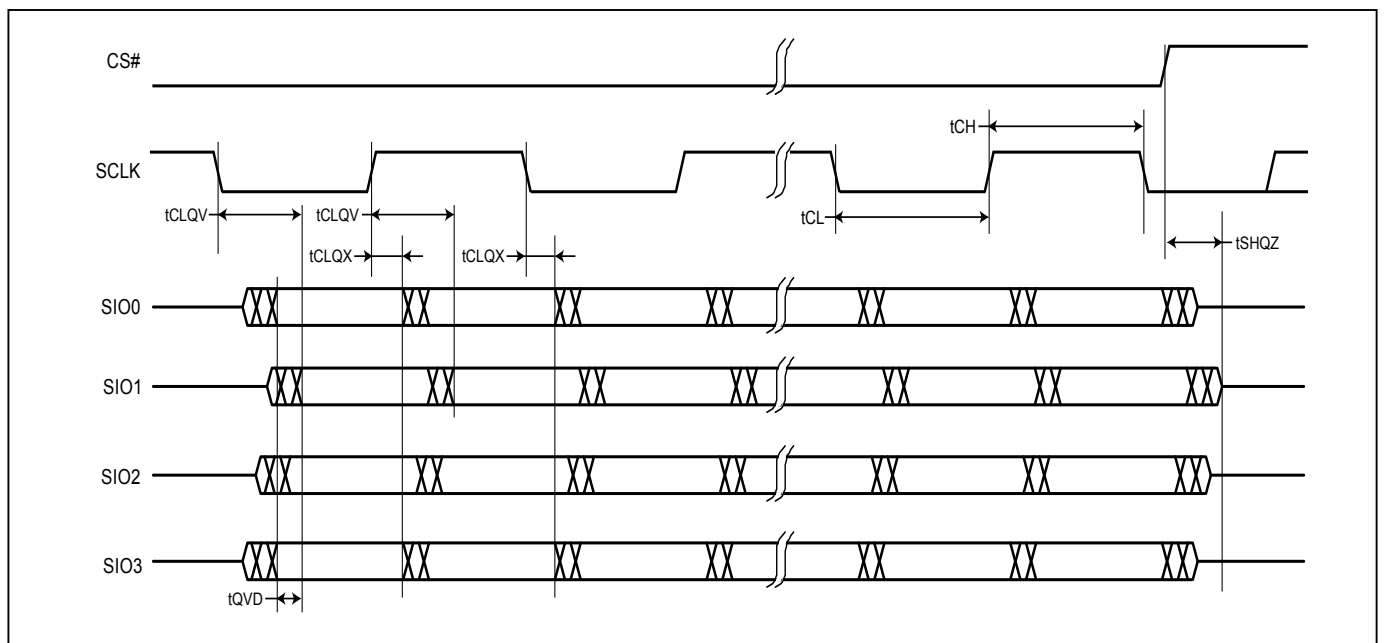 CS#
tCH
SCLK
tCLQV
tCLQV
tCL
tSHQZ
tCLQX
tCLQX
SIO0
SIO1
SIO2
SIO3
tQVD